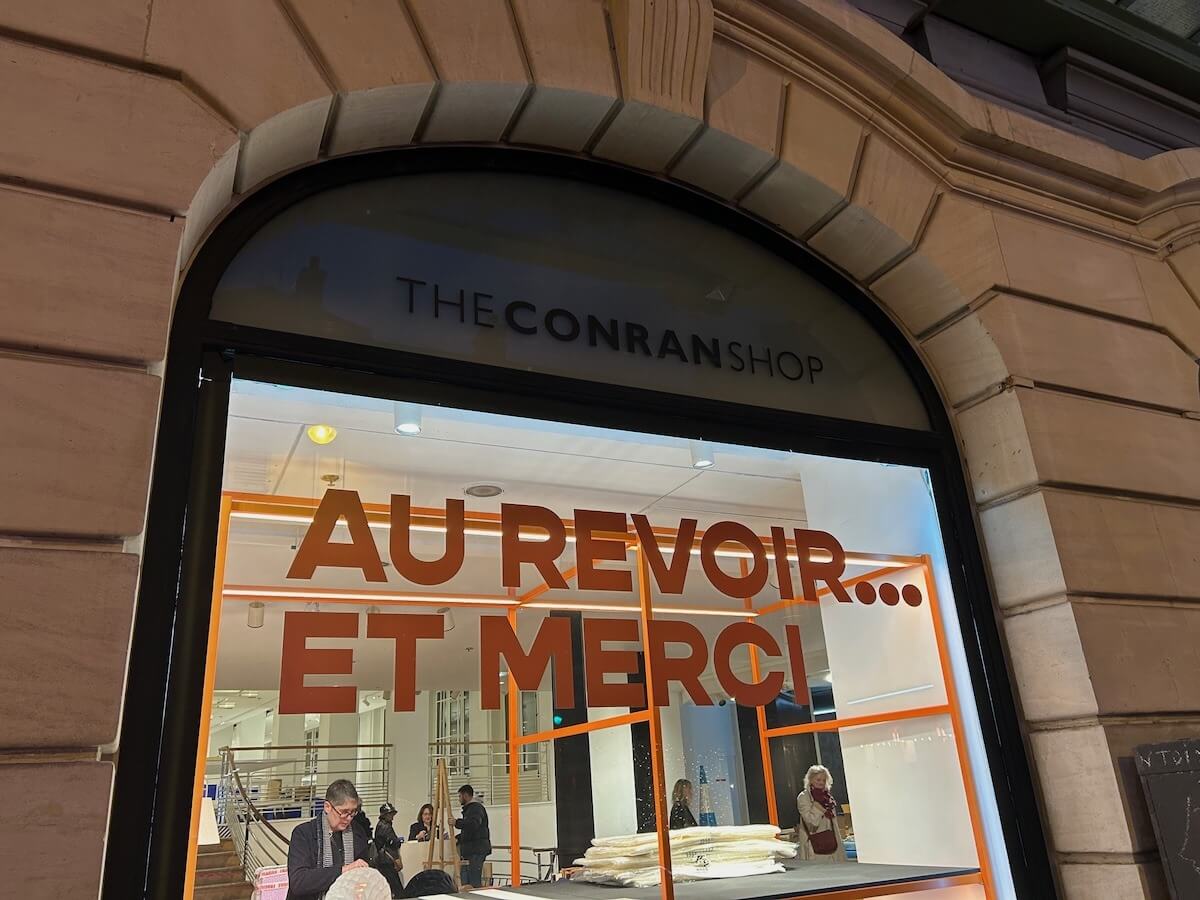 THE CONRAN SHOP
AU REVOIR...
ET MERCI